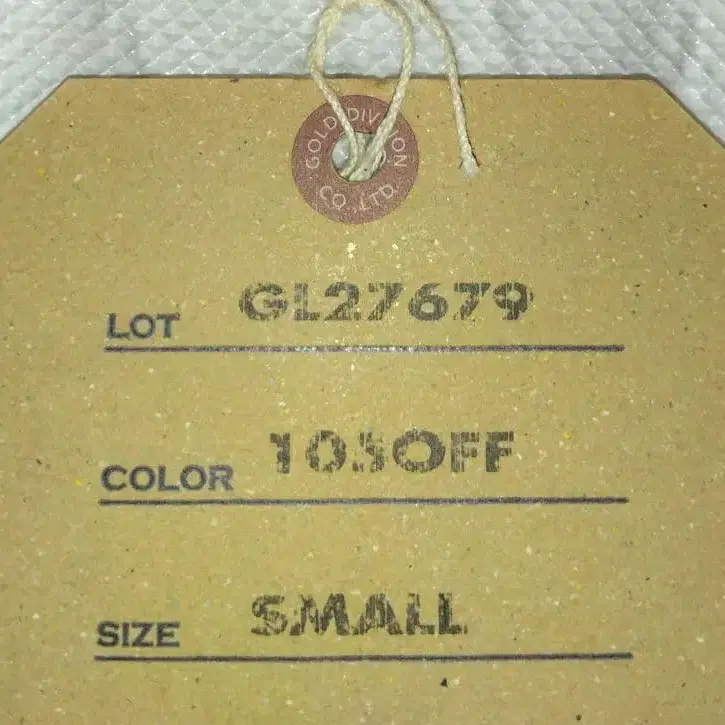 GOLD DIVISION
CO.,LTD.
LOT GL27679
COLOR 105OFF
SIZE SMALL